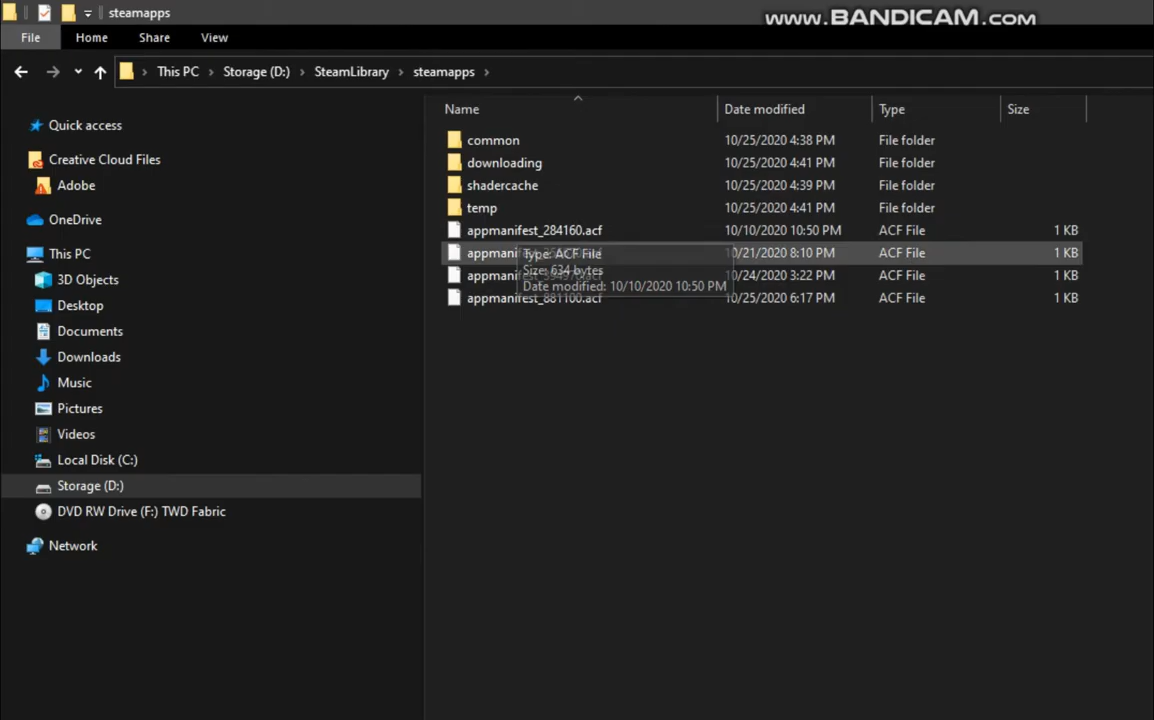 steamapps
www.BANDICAM.com
File Home Share View
This PC Storage (D:) SteamLibrary steamapps
Name Date modified Type Size
Quick access
Creative Cloud Files
Adobe
OneDrive
This PC
3D Objects
Desktop
Documents
Downloads
Music
Pictures
Videos
Local Disk (C:)
Storage (D:)
DVD RW Drive (F:) TWD Fabric
Network
common 10/25/2020 4:38 PM File folder
downloading 10/25/2020 4:41 PM File folder
shadercache 10/25/2020 4:39 PM File folder
temp 10/25/2020 4:41 PM File folder
appmanifest_284160.acf 10/10/2020 10:50 PM ACF File 1 KB
10/21/2020 8:10 PM ACF File 1 KB
10/24/2020 3:22 PM ACF File 1 KB
appmanifest_881100.acf 10/25/2020 6:17 PM ACF File 1 KB
Type: ACF File
Size: 634 bytes
Date modified: 10/10/2020 10:50 PM